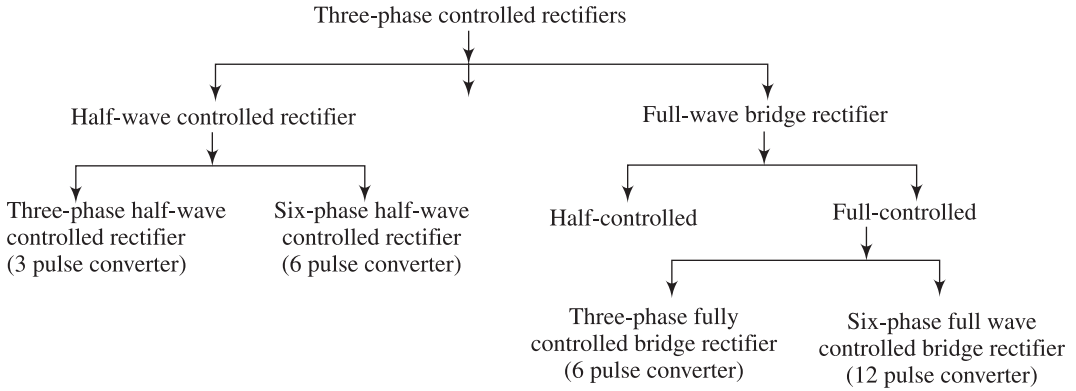 Three-phase controlled rectifiers
Half-wave controlled rectifier
Full-wave bridge rectifier
Three-phase half-wave
controlled rectifier
(3 pulse converter)
Six-phase half-wave
controlled rectifier
(6 pulse converter)
Half-controlled
Full-controlled
Three-phase fully
controlled bridge rectifier
(6 pulse converter)
Six-phase full wave
controlled bridge rectifier
(12 pulse converter)